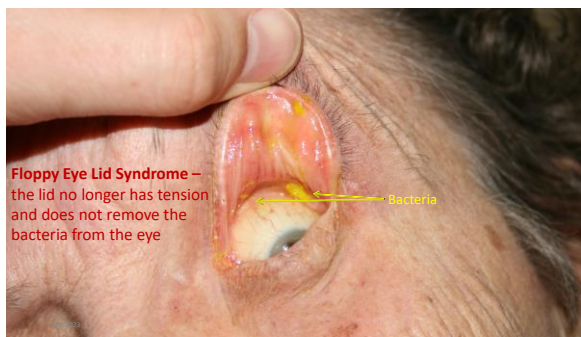 Floppy Eye Lid Syndrome –
the lid no longer has tension
and does not remove the
bacteria from the eye
Bacteria